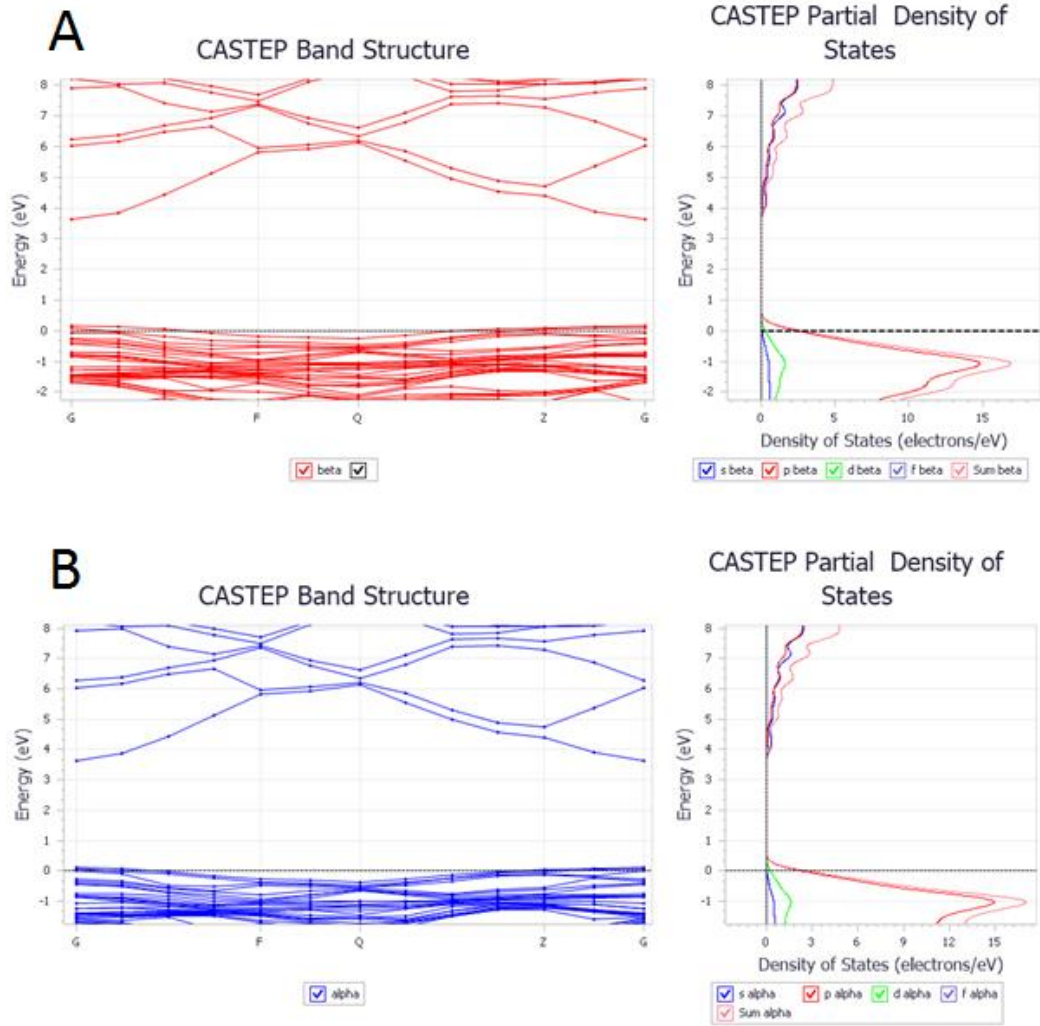 A
CASTEP Band Structure
CASTEP Partial Density of
States
8
7
6
5
4
3
2
1
0
-1
-2
Energy (eV)
G
F
Q
Z
G
beta
8
7
6
5
4
3
2
1
0
-1
-2
Energy (eV)
0
5
10
15
Density of States (electrons/eV)
s beta
p beta
d beta
f beta
Sum beta
B
CASTEP Band Structure
CASTEP Partial Density of
States
8
7
6
5
4
3
2
1
0
-1
Energy (eV)
G
F
Q
Z
G
alpha
8
7
6
5
4
3
2
1
0
-1
Energy (eV)
0
3
6
9
12
15
Density of States (electrons/eV)
s alpha
p alpha
d alpha
f alpha
Sum alpha